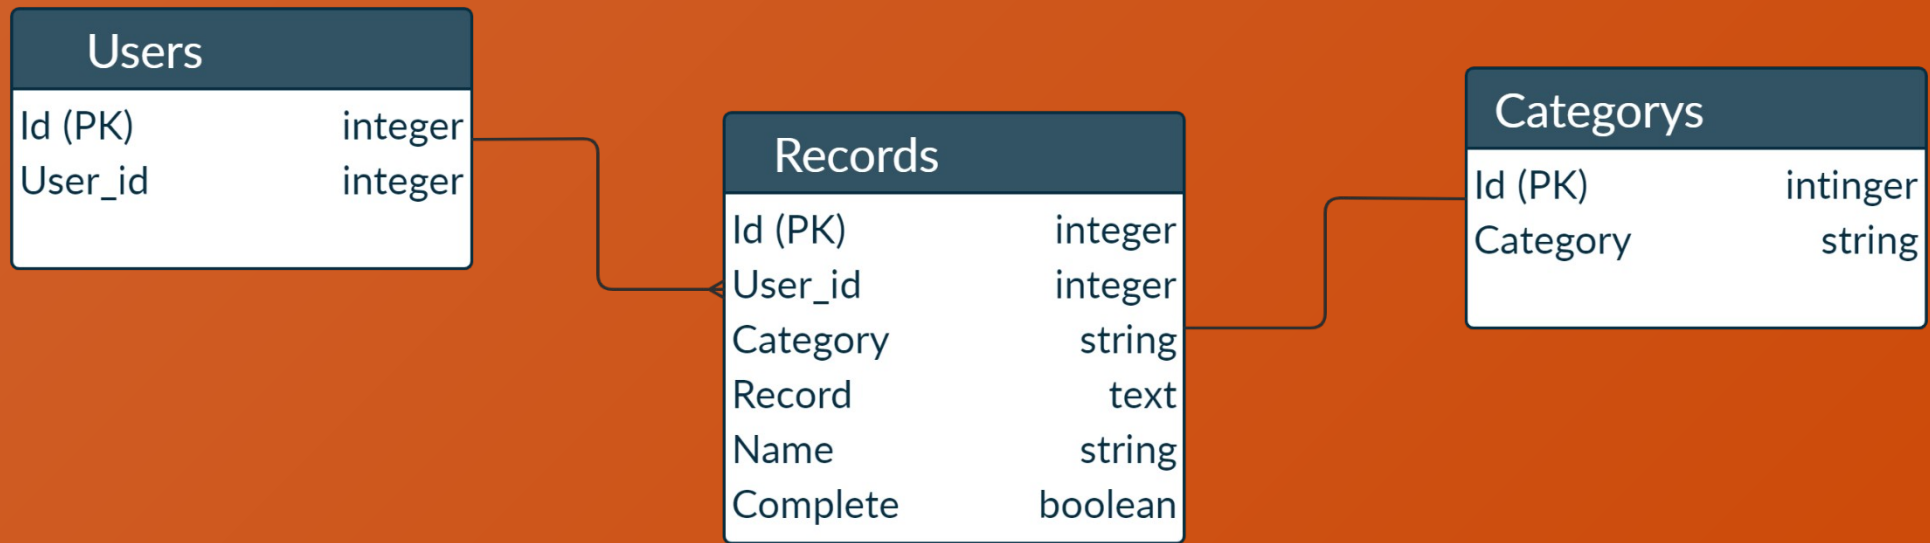 Users
Id (PK) integer
User_id integer
Records
Id (PK) integer
User_id integer
Category string
Record text
Name string
Complete boolean
Categorys
Id (PK) intinger
Category string